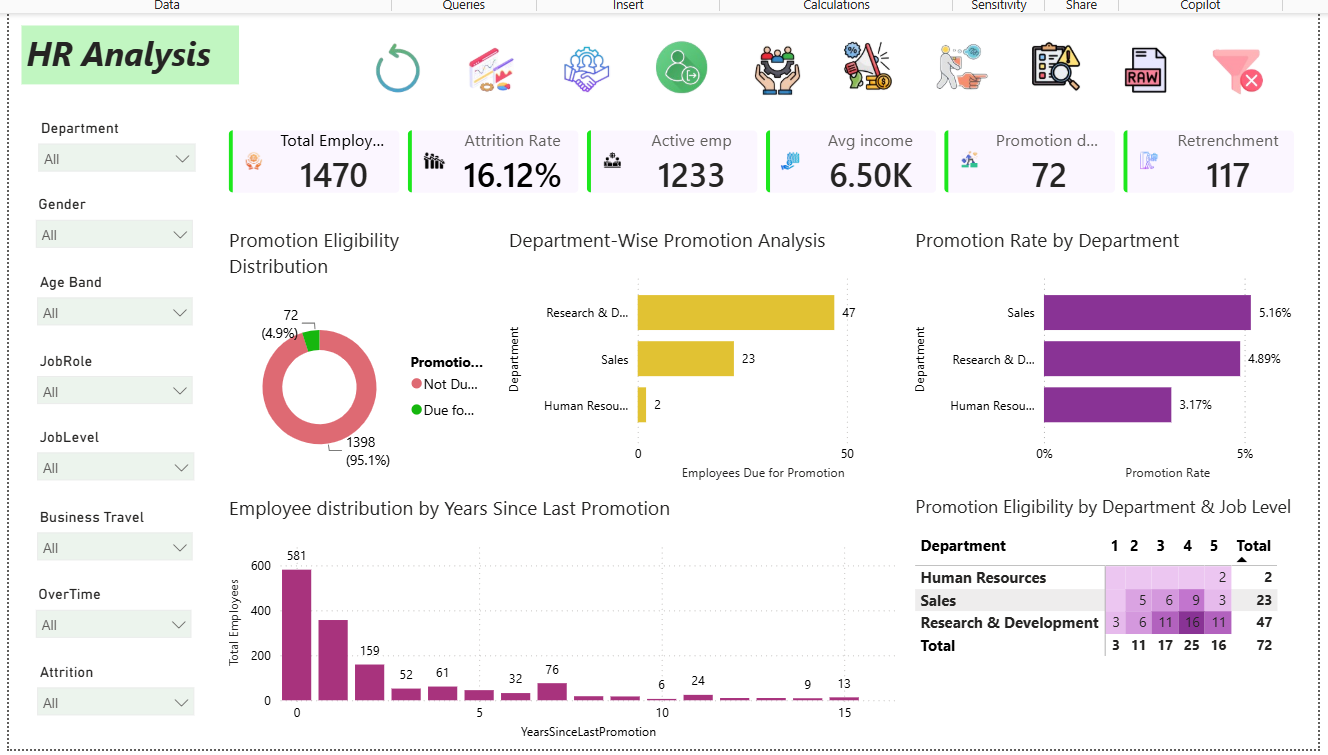 Data Queries Insert Calculations Sensitivity Share Copilot
HR Analysis
RAW
Department
All
Gender
All
Age Band
All
JobRole
All
JobLevel
All
Business Travel
All
OverTime
All
Attrition
All
Total Employ...
1470
Attrition Rate
16.12%
Active emp
1233
Avg income
6.50K
Promotion d...
72
Retrenchment
117
Promotion Eligibility
Distribution
72
(4.9%)
1398
(95.1%)
Promotio...
Not Du...
Due fo...
Department-Wise Promotion Analysis
Department
Research & D...
47
Sales
23
Human Resou...
2
0
50
Employees Due for Promotion
Promotion Rate by Department
Department
Sales
5.16%
Research & D...
4.89%
Human Resou...
3.17%
0%
5%
Promotion Rate
Employee distribution by Years Since Last Promotion
Total Employees
600
400
200
0
581
159
52
61
32
76
6
24
9
13
0
5
10
15
YearsSinceLastPromotion
Promotion Eligibility by Department & Job Level
Department 1 2 3 4 5 Total
Human Resources 2 2
Sales 5 6 9 3 23
Research & Development 3 6 11 16 11 47
Total 3 11 17 25 16 72